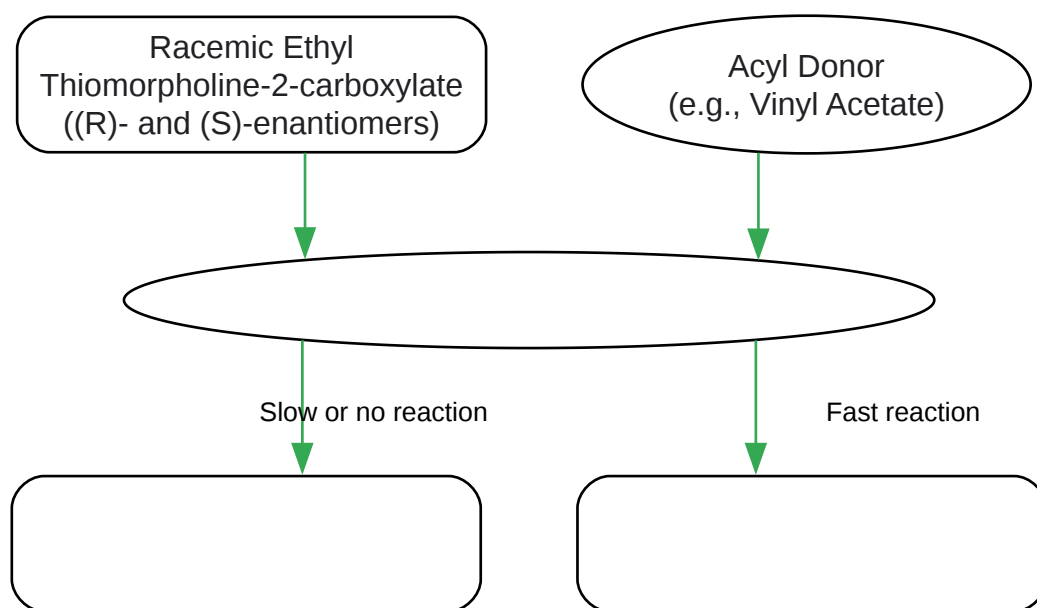 Racemic Ethyl
Thiomorpholine-2-carboxylate
((R)- and (S)-enantiomers)
Acyl Donor
(e.g., Vinyl Acetate)
Slow or no reaction
Fast reaction